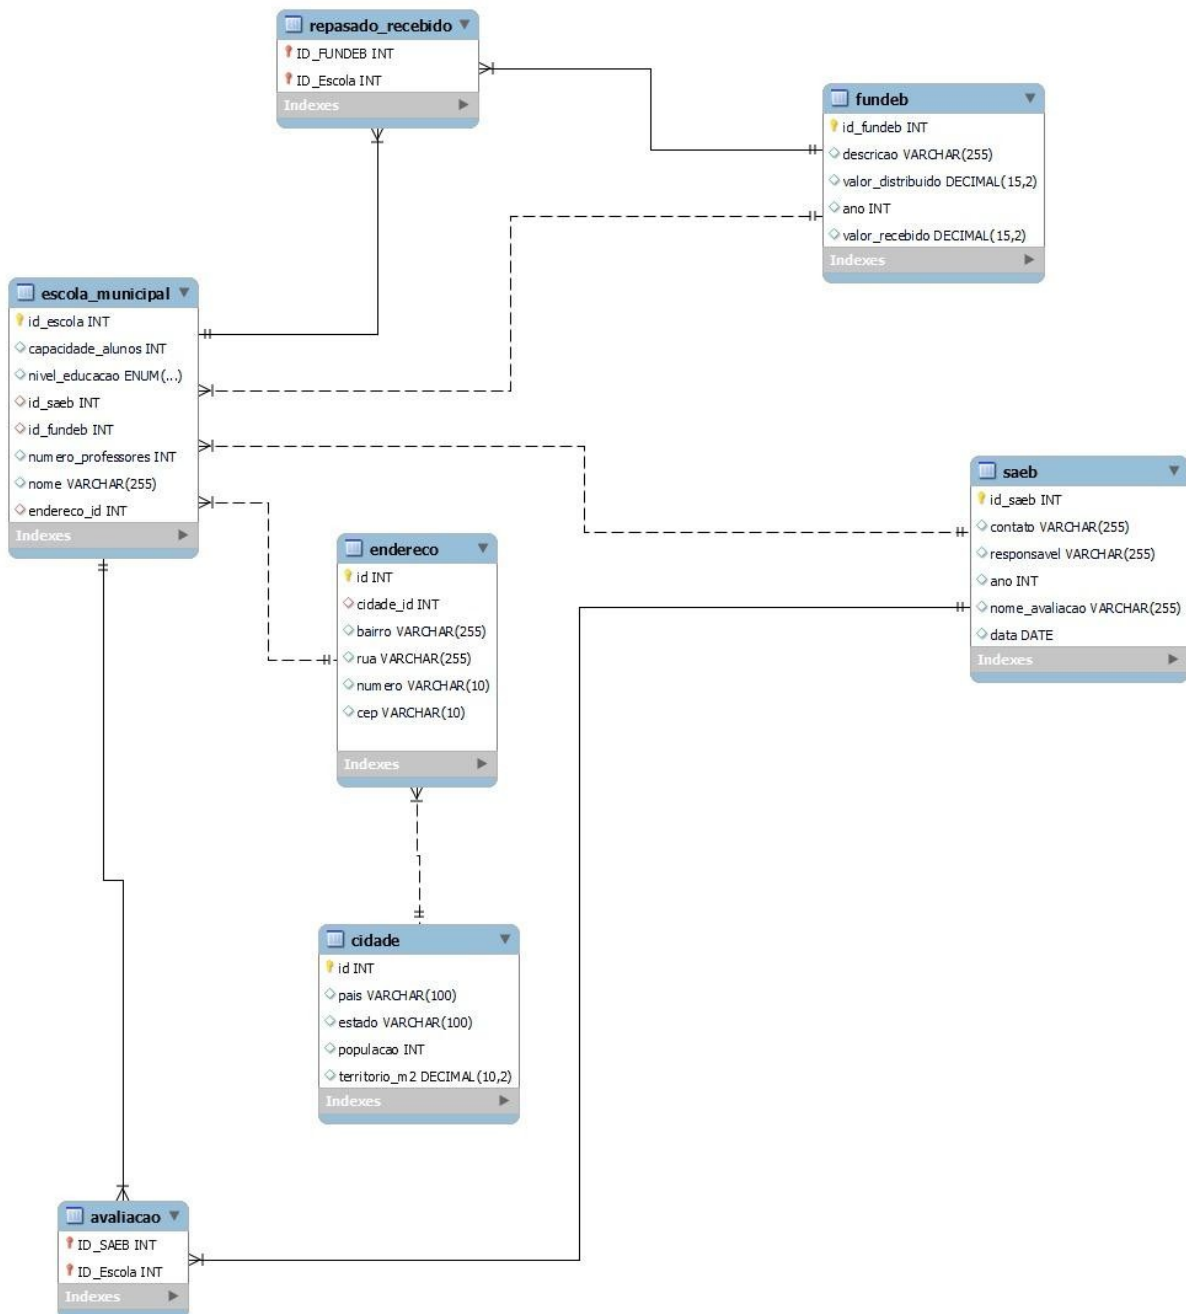 repasado_recebido
ID_FUNDEB INT
ID_Escola INT
Indexes
fundeb
id_fundeb INT
descricao VARCHAR(255)
valor_distribuido DECIMAL(15,2)
ano INT
valor_recebido DECIMAL(15,2)
Indexes
escola_municipal
id_escola INT
capacidade_alunos INT
nivel_educacao ENUM(...)
id_saeb INT
id_fundeb INT
numero_professores INT
nome VARCHAR(255)
endereco_id INT
Indexes
saeb
id_saeb INT
contato VARCHAR(255)
responsavel VARCHAR(255)
ano INT
nome_avaliacao VARCHAR(255)
data DATE
Indexes
endereco
id INT
cidade_id INT
bairro VARCHAR(255)
rua VARCHAR(255)
numero VARCHAR(10)
cep VARCHAR(10)
Indexes
cidade
id INT
pais VARCHAR(100)
estado VARCHAR(100)
populacao INT
territorio_m2 DECIMAL(10,2)
Indexes
avaliacao
ID_SAEB INT
ID_Escola INT
Indexes